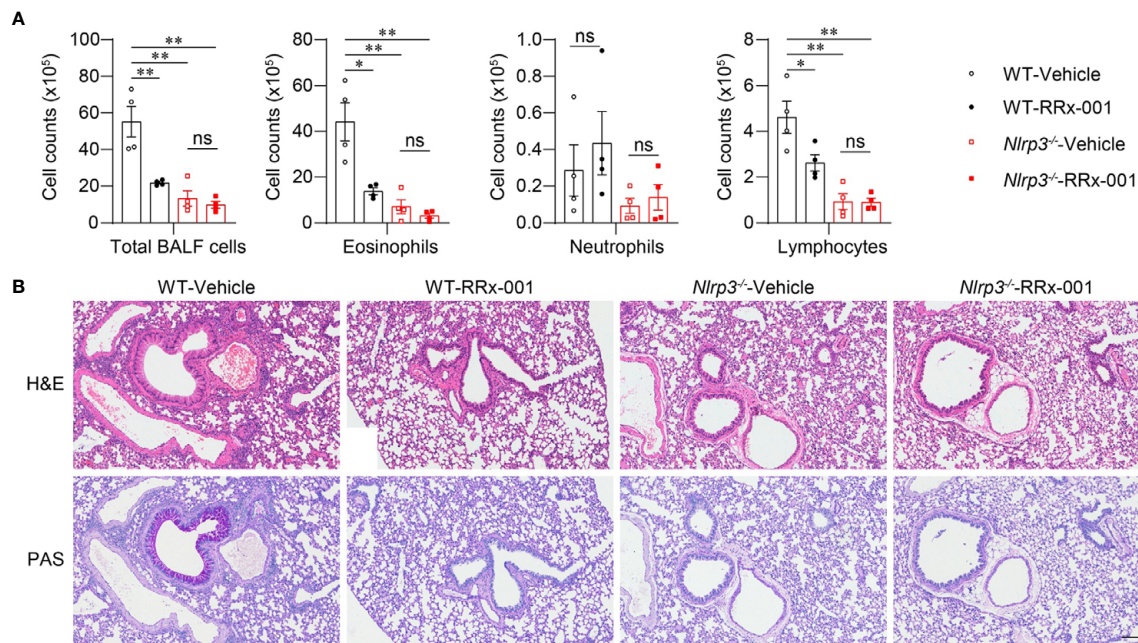 A
Cell counts (x10⁵)
100
80
60
40
20
0
**
**
**
ns
Total BALF cells
Cell counts (x10⁵)
80
60
40
20
0
**
**
*
ns
Eosinophils
Cell counts (x10⁵)
1.0
0.8
0.6
0.4
0.2
0.0
ns
ns
Neutrophils
Cell counts (x10⁵)
8
6
4
2
0
**
**
*
ns
Lymphocytes
WT-Vehicle
WT-RRx-001
Nlrp3⁻/⁻-Vehicle
Nlrp3⁻/⁻-RRx-001
B
WT-Vehicle WT-RRx-001 Nlrp3⁻/⁻-Vehicle Nlrp3⁻/⁻-RRx-001
H&E
PAS